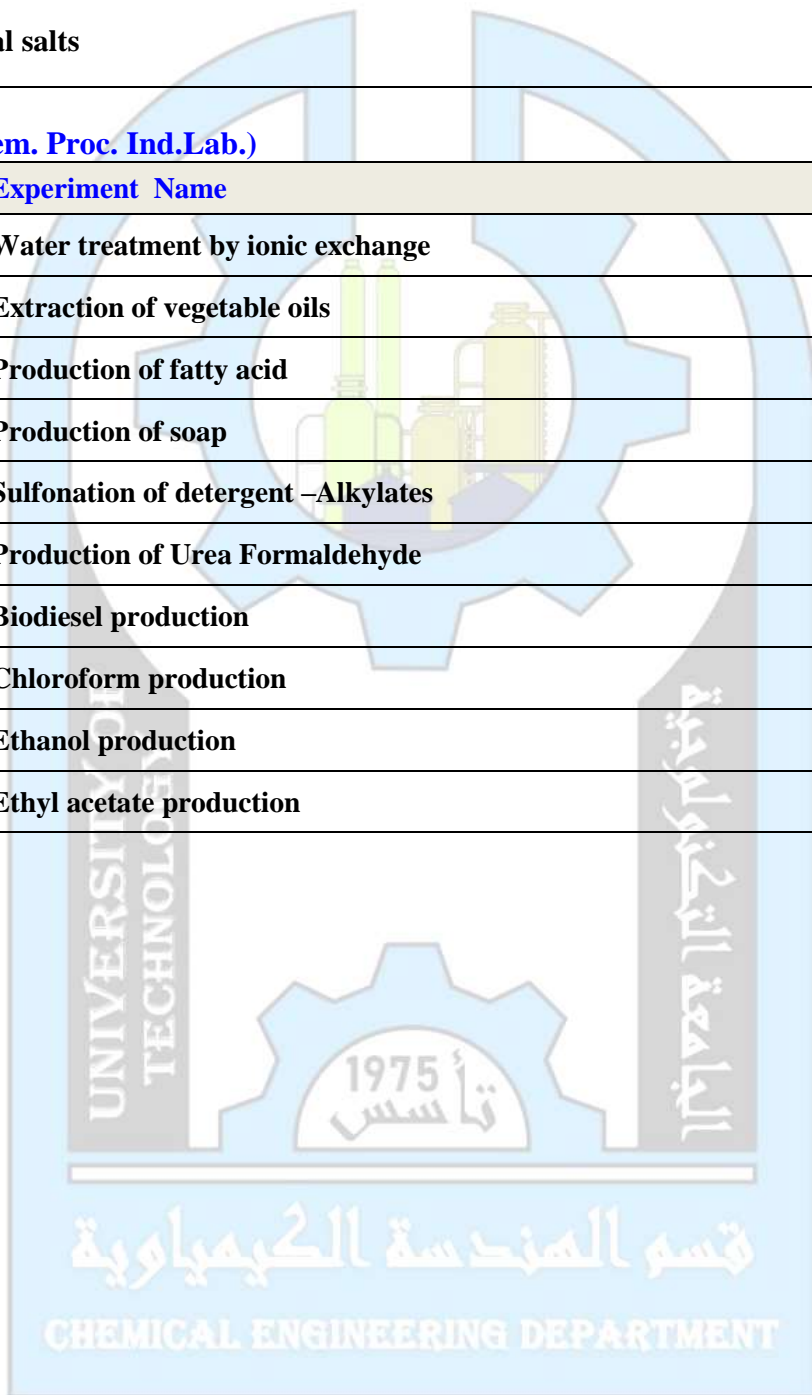 al salts
em. Proc. Ind.Lab.)
Experiment Name
Water treatment by ionic exchange
Extraction of vegetable oils
Production of fatty acid
Production of soap
Sulfonation of detergent –Alkylates
Production of Urea Formaldehyde
Biodiesel production
Chloroform production
Ethanol production
Ethyl acetate production
UNIVERSITY OF
TECHNOLOGY
الجامعة التكنولوجية
1975
تأسس
قسم الهندسة الكيمياوية
CHEMICAL ENGINEERING DEPARTMENT